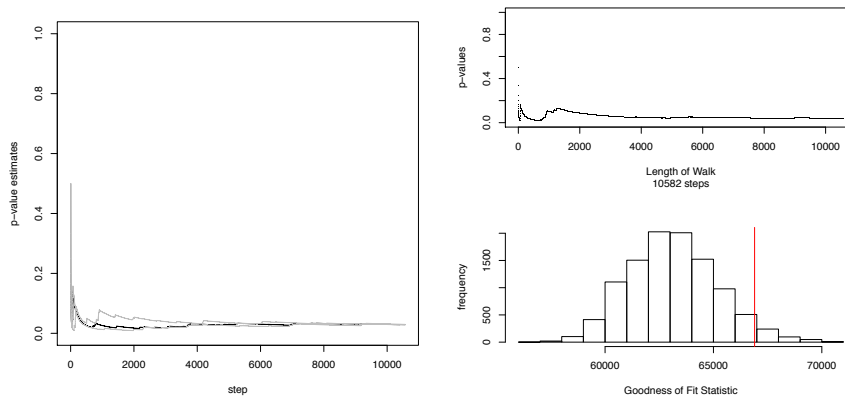 p−value estimates
0.0 0.2 0.4 0.6 0.8 1.0
0 2000 4000 6000 8000 10000
step
p−values
0.0 0.4 0.8
0 2000 4000 6000 8000 10000
Length of Walk
10582 steps
frequency
0 500 1500
60000 65000 70000
Goodness of Fit Statistic